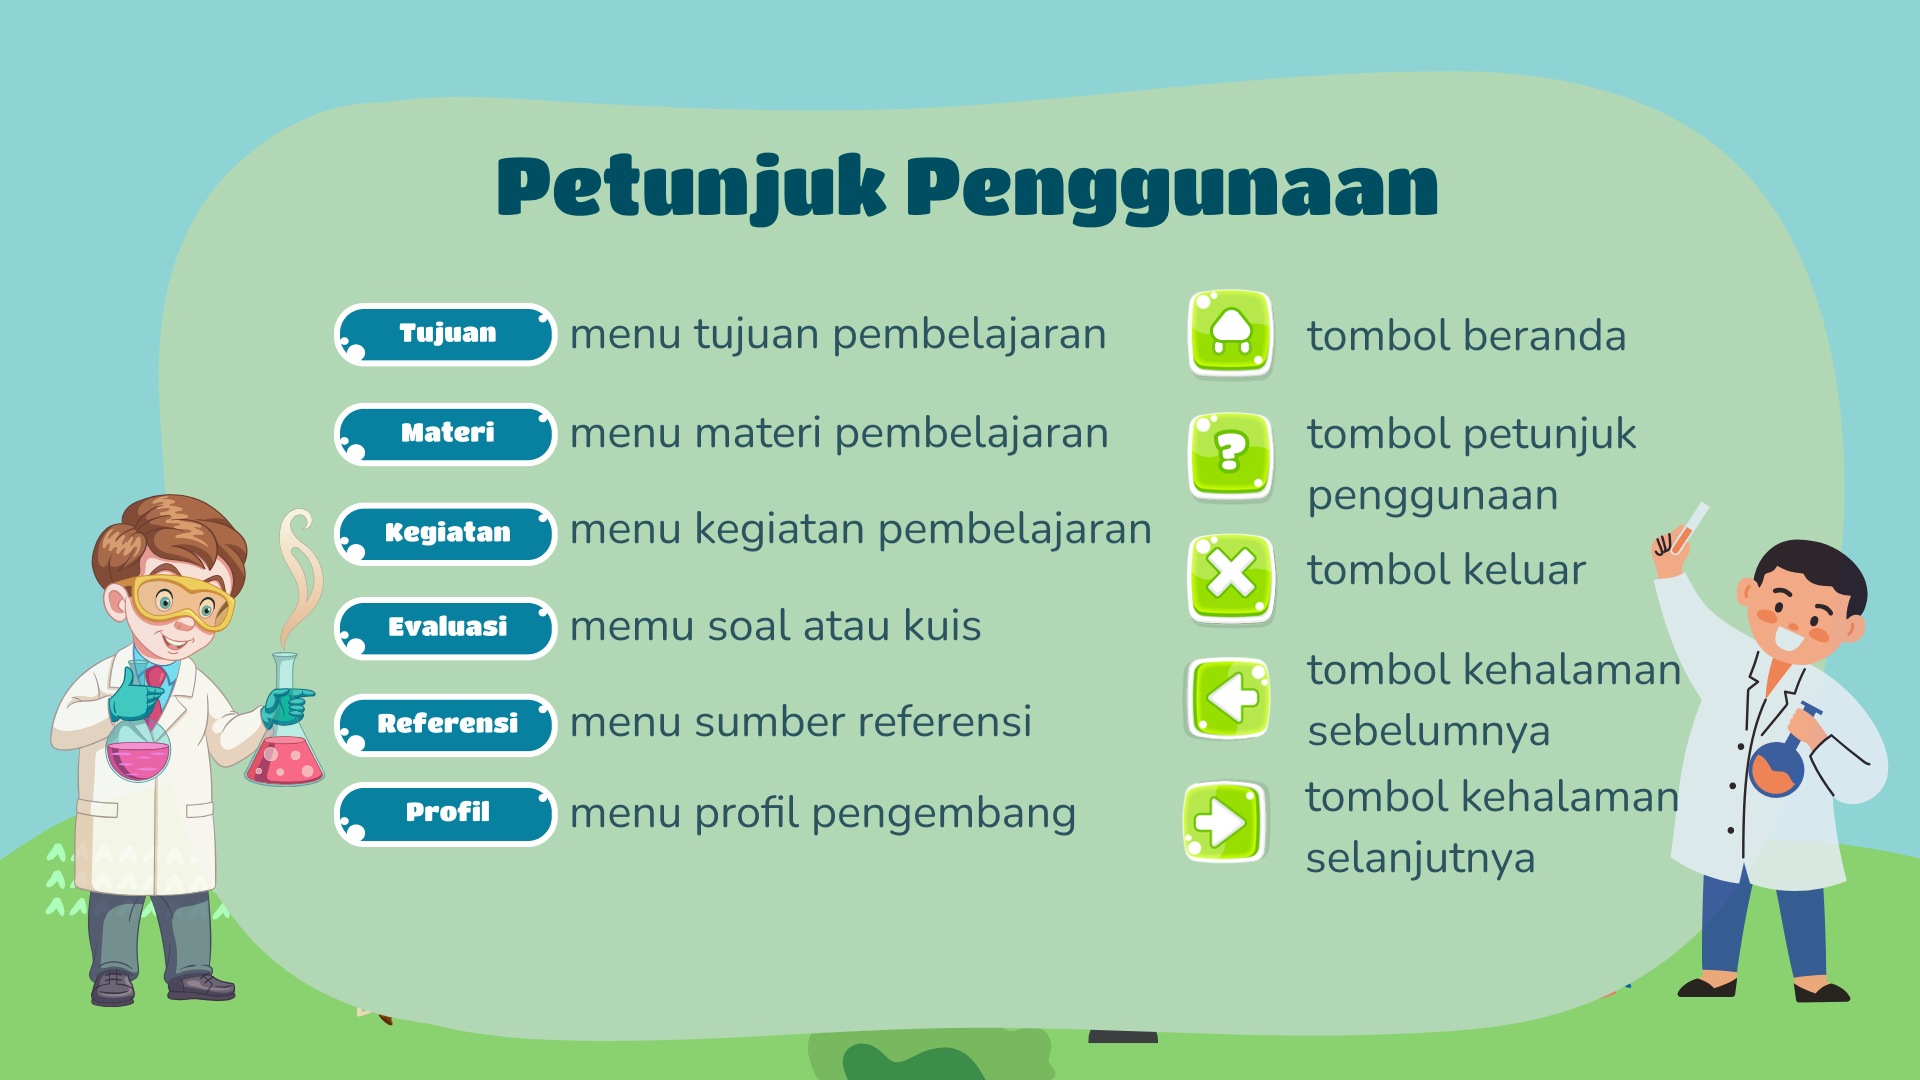 Petunjuk Penggunaan
Tujuan menu tujuan pembelajaran
Materi menu materi pembelajaran
Kegiatan menu kegiatan pembelajaran
Evaluasi memu soal atau kuis
Referensi menu sumber referensi
Profil menu profil pengembang
tombol beranda
?
tombol petunjuk
penggunaan
tombol keluar
tombol kehalaman
sebelumnya
tombol kehalaman
selanjutnya